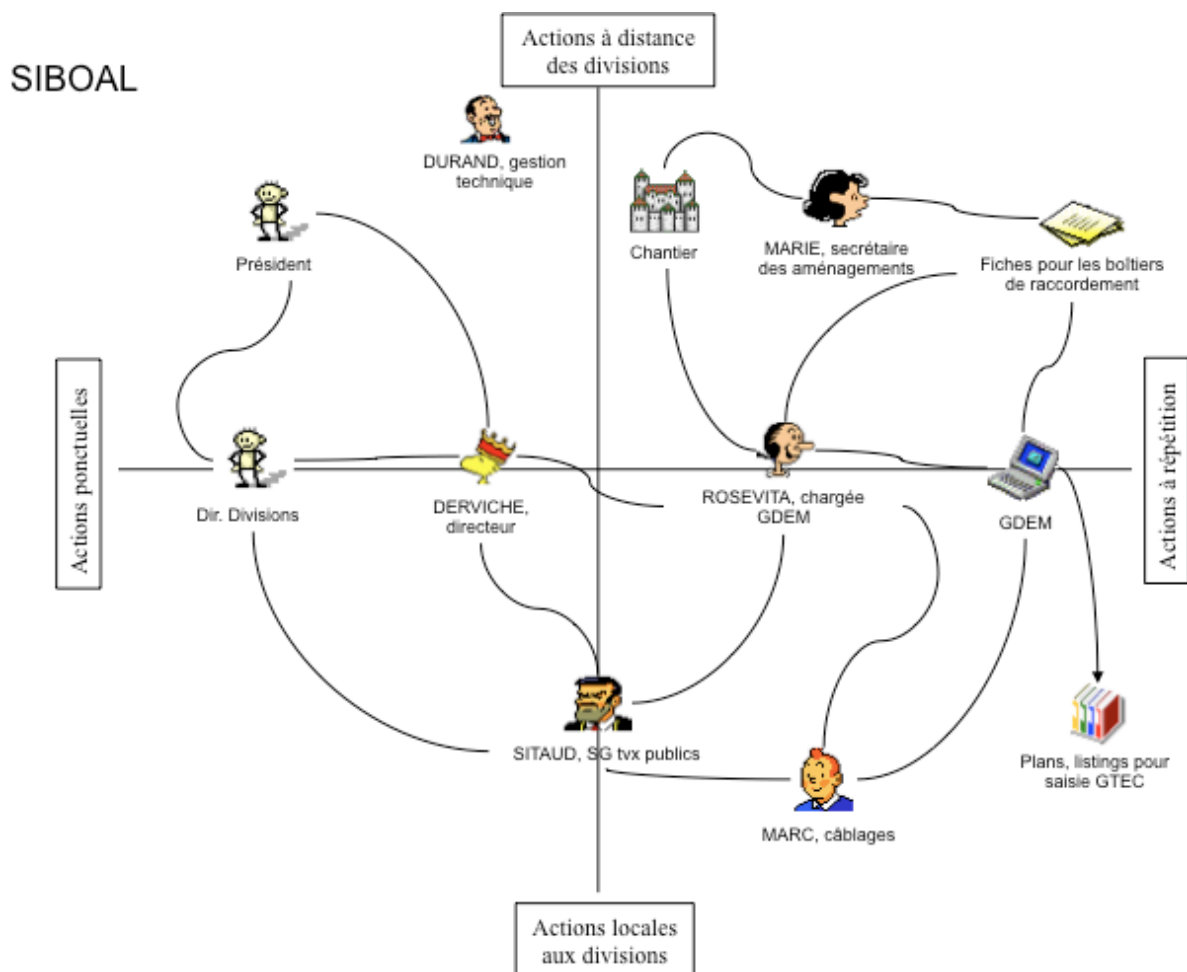 Actions à distance
des divisions
SIBOAL
DURAND, gestion
technique
Président
Chantier
MARIE, secrétaire
des aménagements
Fiches pour les boîtiers
de raccordement
Actions ponctuelles
Actions à répétition
Dir. Divisions
DERVICHE,
directeur
ROSEVITA, chargée
GDEM
GDEM
SITAUD, SG tvx publics
Plans, listings pour
saisie GTEC
MARC, câblages
Actions locales
aux divisions